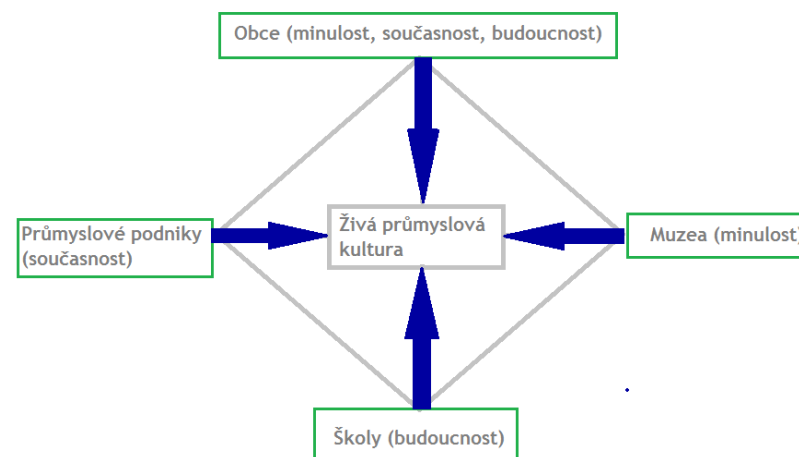 Obce (minulost, současnost, budoucnost)
Živá průmyslová
kultura
Průmyslové podniky
(současnost)
Muzea (minulost)
Školy (budoucnost)